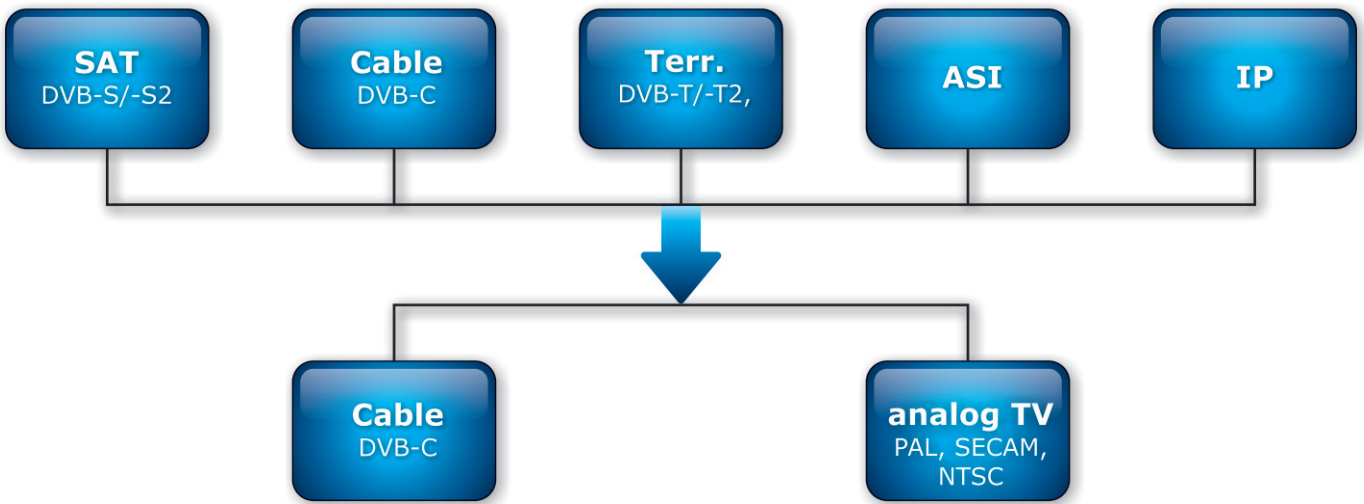 SAT
DVB-S/-S2
Cable
DVB-C
Terr.
DVB-T/-T2,
ASI
IP
Cable
DVB-C
analog TV
PAL, SECAM,
NTSC